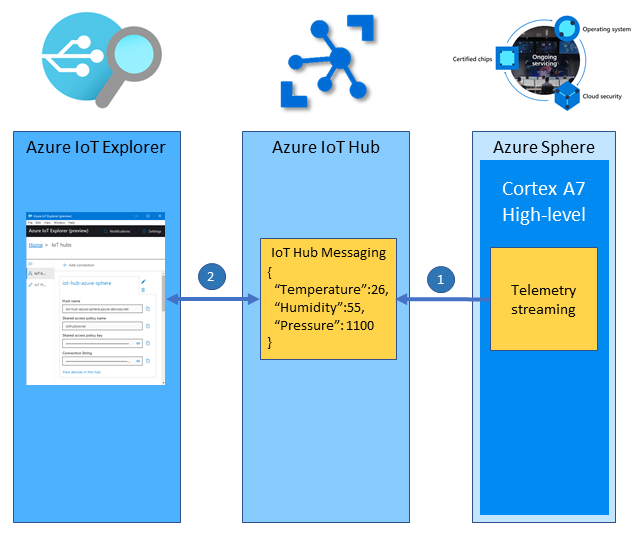 Operating system
Certified chips
Ongoing
servicing
Cloud security
Azure IoT Explorer
Azure IoT Hub
Azure Sphere
Cortex A7
High-level
Azure IoT Explorer (preview)
File Edit View Window Help
Azure IoT Explorer (preview)
Notifications
Settings
Home > IoT hubs
+ Add connection
IoT h...
IoT Pl...
iot-hub-azure-sphere
Host name
iot-hub-azure-sphere.azure-devices.net
Shared access policy name
iothubowner
Shared access policy key
Connection String
View devices in this hub
2
IoT Hub Messaging
{
“Temperature”:26,
“Humidity”:55,
“Pressure”: 1100
}
1
Telemetry
streaming